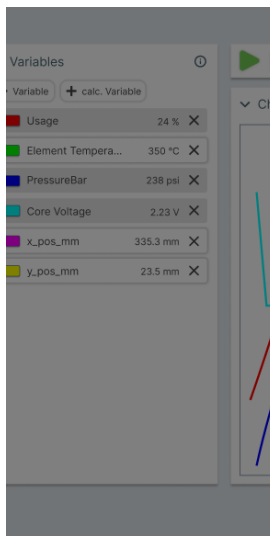 Variables
Variable + calc. Variable
Usage 24 %
Element Tempera... 350 °C
PressureBar 238 psi
Core Voltage 2.23 V
x_pos_mm 335.3 mm
y_pos_mm 23.5 mm